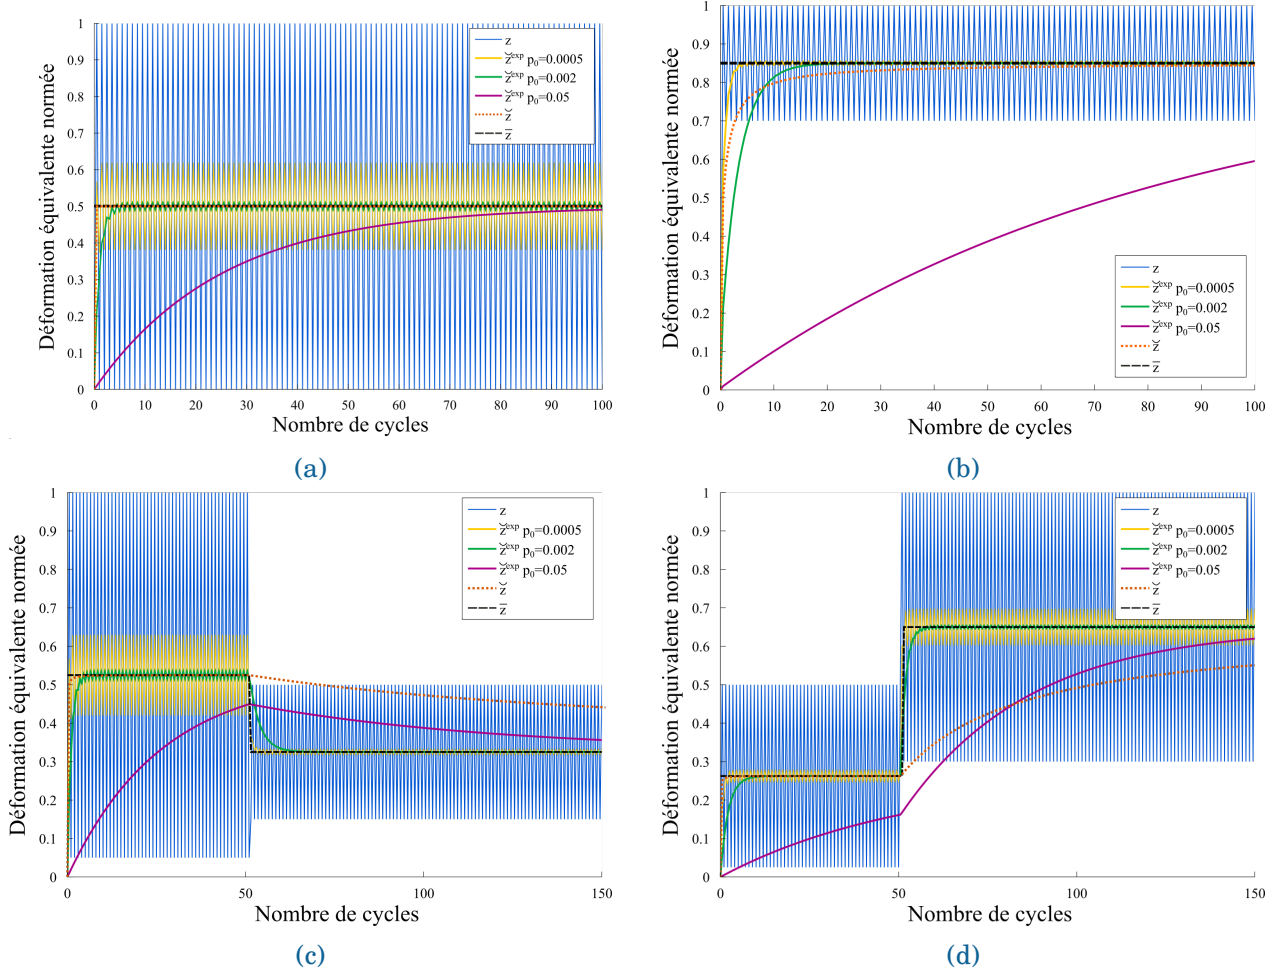 1
0.9
0.8
0.7
0.6
0.5
0.4
0.3
0.2
0.1
0
Déformation équivalente normée
z
z̆ᵉˣᵖ p₀=0.0005
z̆ᵉˣᵖ p₀=0.002
z̆ᵉˣᵖ p₀=0.05
z̆
z̅
0 10 20 30 40 50 60 70 80 90 100
Nombre de cycles
(a)
1
0.9
0.8
0.7
0.6
0.5
0.4
0.3
0.2
0.1
0
Déformation équivalente normée
z
z̆ᵉˣᵖ p₀=0.0005
z̆ᵉˣᵖ p₀=0.002
z̆ᵉˣᵖ p₀=0.05
z̆
z̅
0 10 20 30 40 50 60 70 80 90 100
Nombre de cycles
(b)
1
0.9
0.8
0.7
0.6
0.5
0.4
0.3
0.2
0.1
0
Déformation équivalente normée
z
z̆ᵉˣᵖ p₀=0.0005
z̆ᵉˣᵖ p₀=0.002
z̆ᵉˣᵖ p₀=0.05
z̆
z̅
0 50 100 150
Nombre de cycles
(c)
1
0.9
0.8
0.7
0.6
0.5
0.4
0.3
0.2
0.1
0
Déformation équivalente normée
z
z̆ᵉˣᵖ p₀=0.0005
z̆ᵉˣᵖ p₀=0.002
z̆ᵉˣᵖ p₀=0.05
z̆
z̅
0 50 100 150
Nombre de cycles
(d)